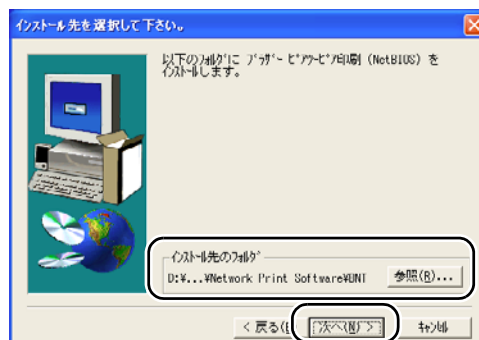 インストール先を選択して下さい。
以下のﾌｫﾙﾀﾞに ﾌﾞﾗｻﾞｰ ﾋﾟｱﾂｰﾋﾟｱ印刷 (NetBIOS) を
ｲﾝｽﾄｰﾙします。
ｲﾝｽﾄｰﾙ先のﾌｫﾙﾀﾞ
D:¥...¥Network Print Software¥BNT
参照(R)...
< 戻る(
次へ(N) >
ｷｬﾝｾﾙ